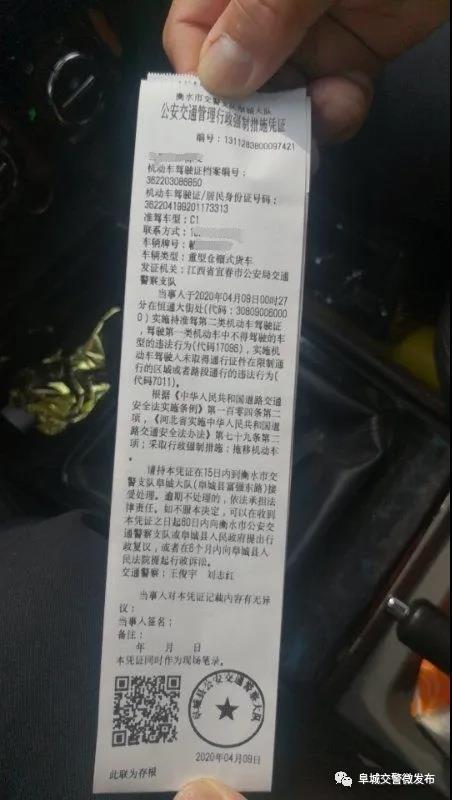 衡水市交警支队阜城大队
公安交通管理行政强制措施凭证
编号：1311283800097421
机动车驾驶证档案编号：
362203086850
机动车驾驶证/居民身份证号码：
362204199201173313
准驾车型：C1
联系方式：
车辆牌号：
车辆类型：重型仓栅式货车
发证机关：江西省宜春市公安局交通
警察支队
当事人于2020年04月09日00时27
分在恒通大街处(代码：30809006000
0)实施持准驾第二类机动车驾驶证
，驾驶第一类机动车中不得驾驶的车
型的违法行为(代码17096)，实施机
动车驾驶人未取得通行证件在限制通
行的区域或者路段通行的违法行为(
代码7011)。
根据《中华人民共和国道路交通
安全法实施条例》第一百零四条第二
项，《河北省实施中华人民共和国道
路交通安全法办法》第七十九条第二
项；采取行政强制措施：拖移机动车
。
请持本凭证在15日内到衡水市交
警支队阜城大队(阜城县富强东路)接
受处理。逾期不处理的，依法承担法
律责任。如不服本决定，可以在收到
本凭证之日起60日内向衡水市公安交
通警察支队或阜城县人民政府提出行
政复议，或者在6个月内向阜城县人
民法院提起行政诉讼。
交通警察：王俊宇 刘志红
当事人对本凭证记载内容有无异
议：
当事人签名：
备注：
年 月 日
本凭证同时作为现场笔录。
阜城县公安交通警察大队
2020年04月09日
此联为存根
阜城交警微发布